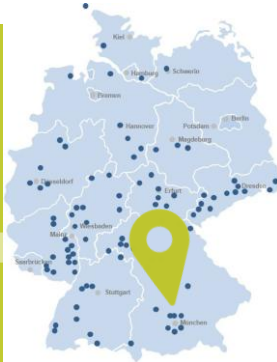 Kiel
Hamburg
Schwerin
Bremen
Berlin
Hannover
Potsdam
Magdeburg
Düsseldorf
Erfurt
Dresden
Wiesbaden
Mainz
Saarbrücken
Stuttgart
München